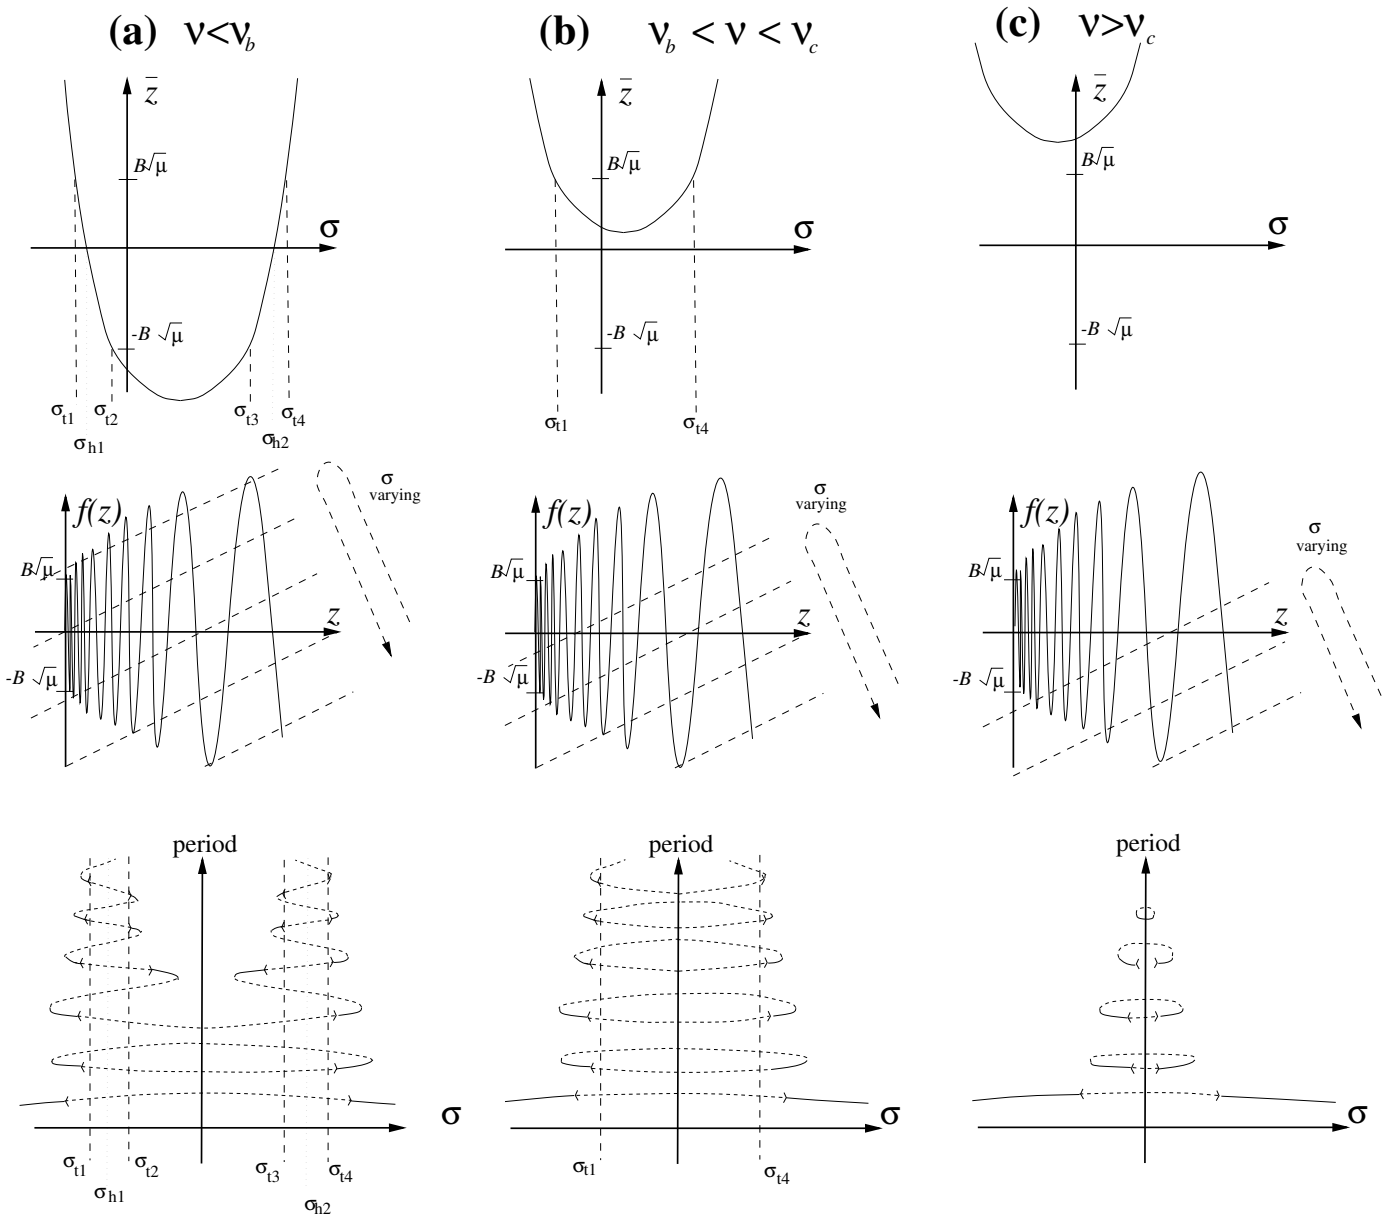 (a) ν<ν_b
(b) ν_b < ν < ν_c
(c) ν>ν_c
z̄
B√μ
σ
-B √μ
σ_t1
σ_h1
σ_t2
σ_t3
σ_h2
σ_t4
z̄
B√μ
σ
-B √μ
σ_t1
σ_t4
z̄
B√μ
σ
-B √μ
f(z)
B√μ
z
-B √μ
σ
varying
f(z)
B√μ
z
-B √μ
σ
varying
f(z)
B√μ
z
-B √μ
σ
varying
period
σ
σ_t1
σ_h1
σ_t2
σ_t3
σ_h2
σ_t4
period
σ
σ_t1
σ_t4
period
σ